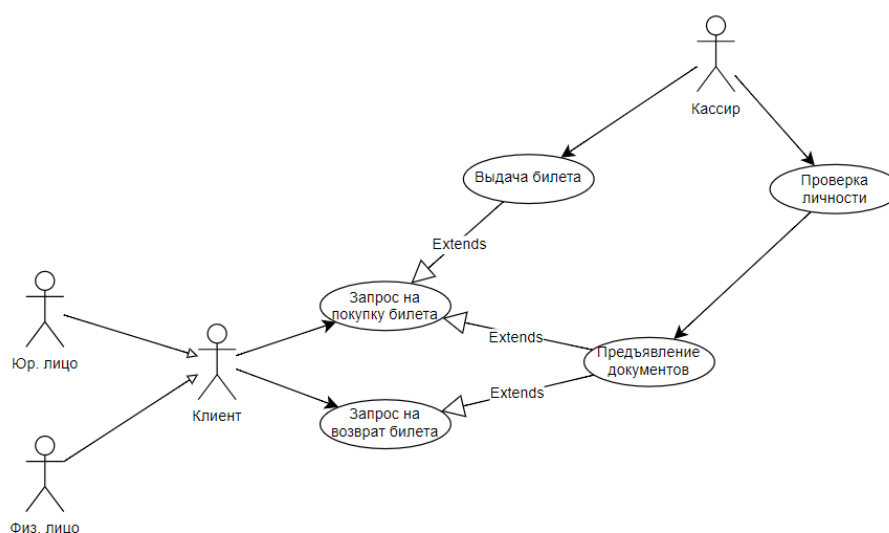 Кассир
Выдача билета
Проверка
личности
Extends
Запрос на
покупку билета
Extends
Юр. лицо
Предъявление
документов
Клиент
Extends
Запрос на
возврат билета
Физ. лицо